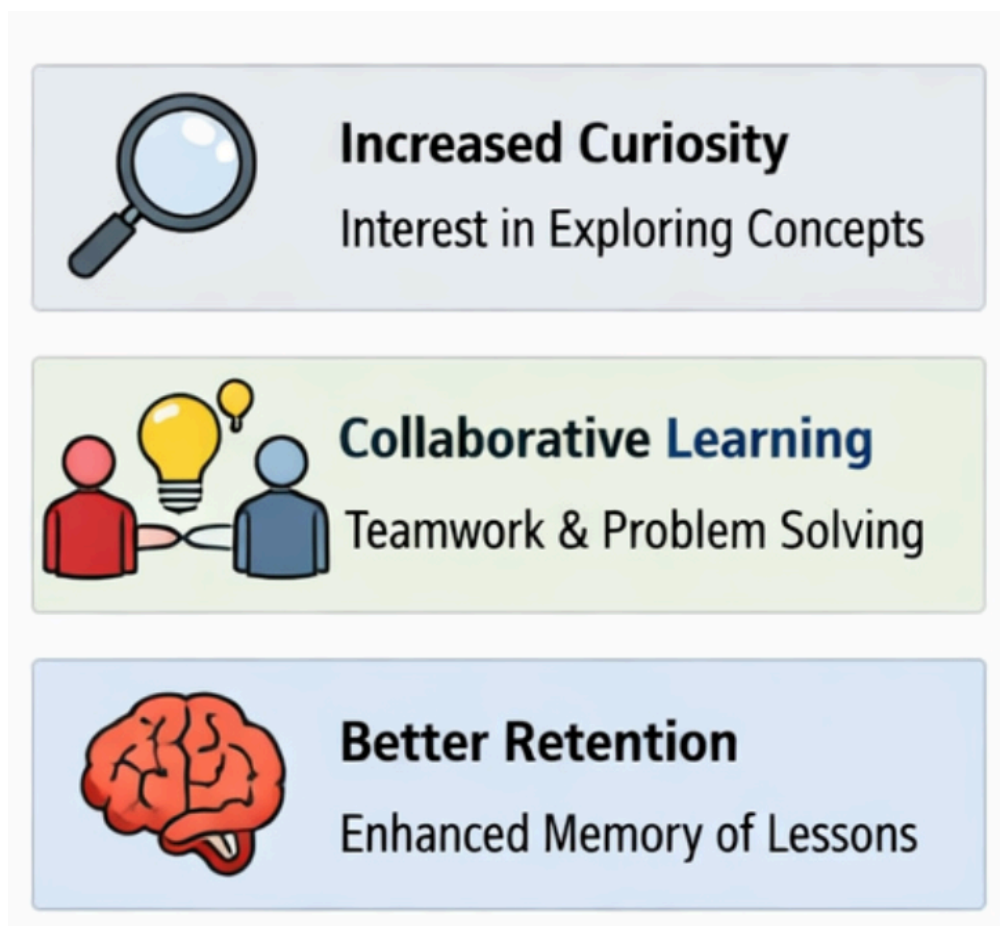 Increased Curiosity
Interest in Exploring Concepts
Collaborative Learning
Teamwork & Problem Solving
Better Retention
Enhanced Memory of Lessons